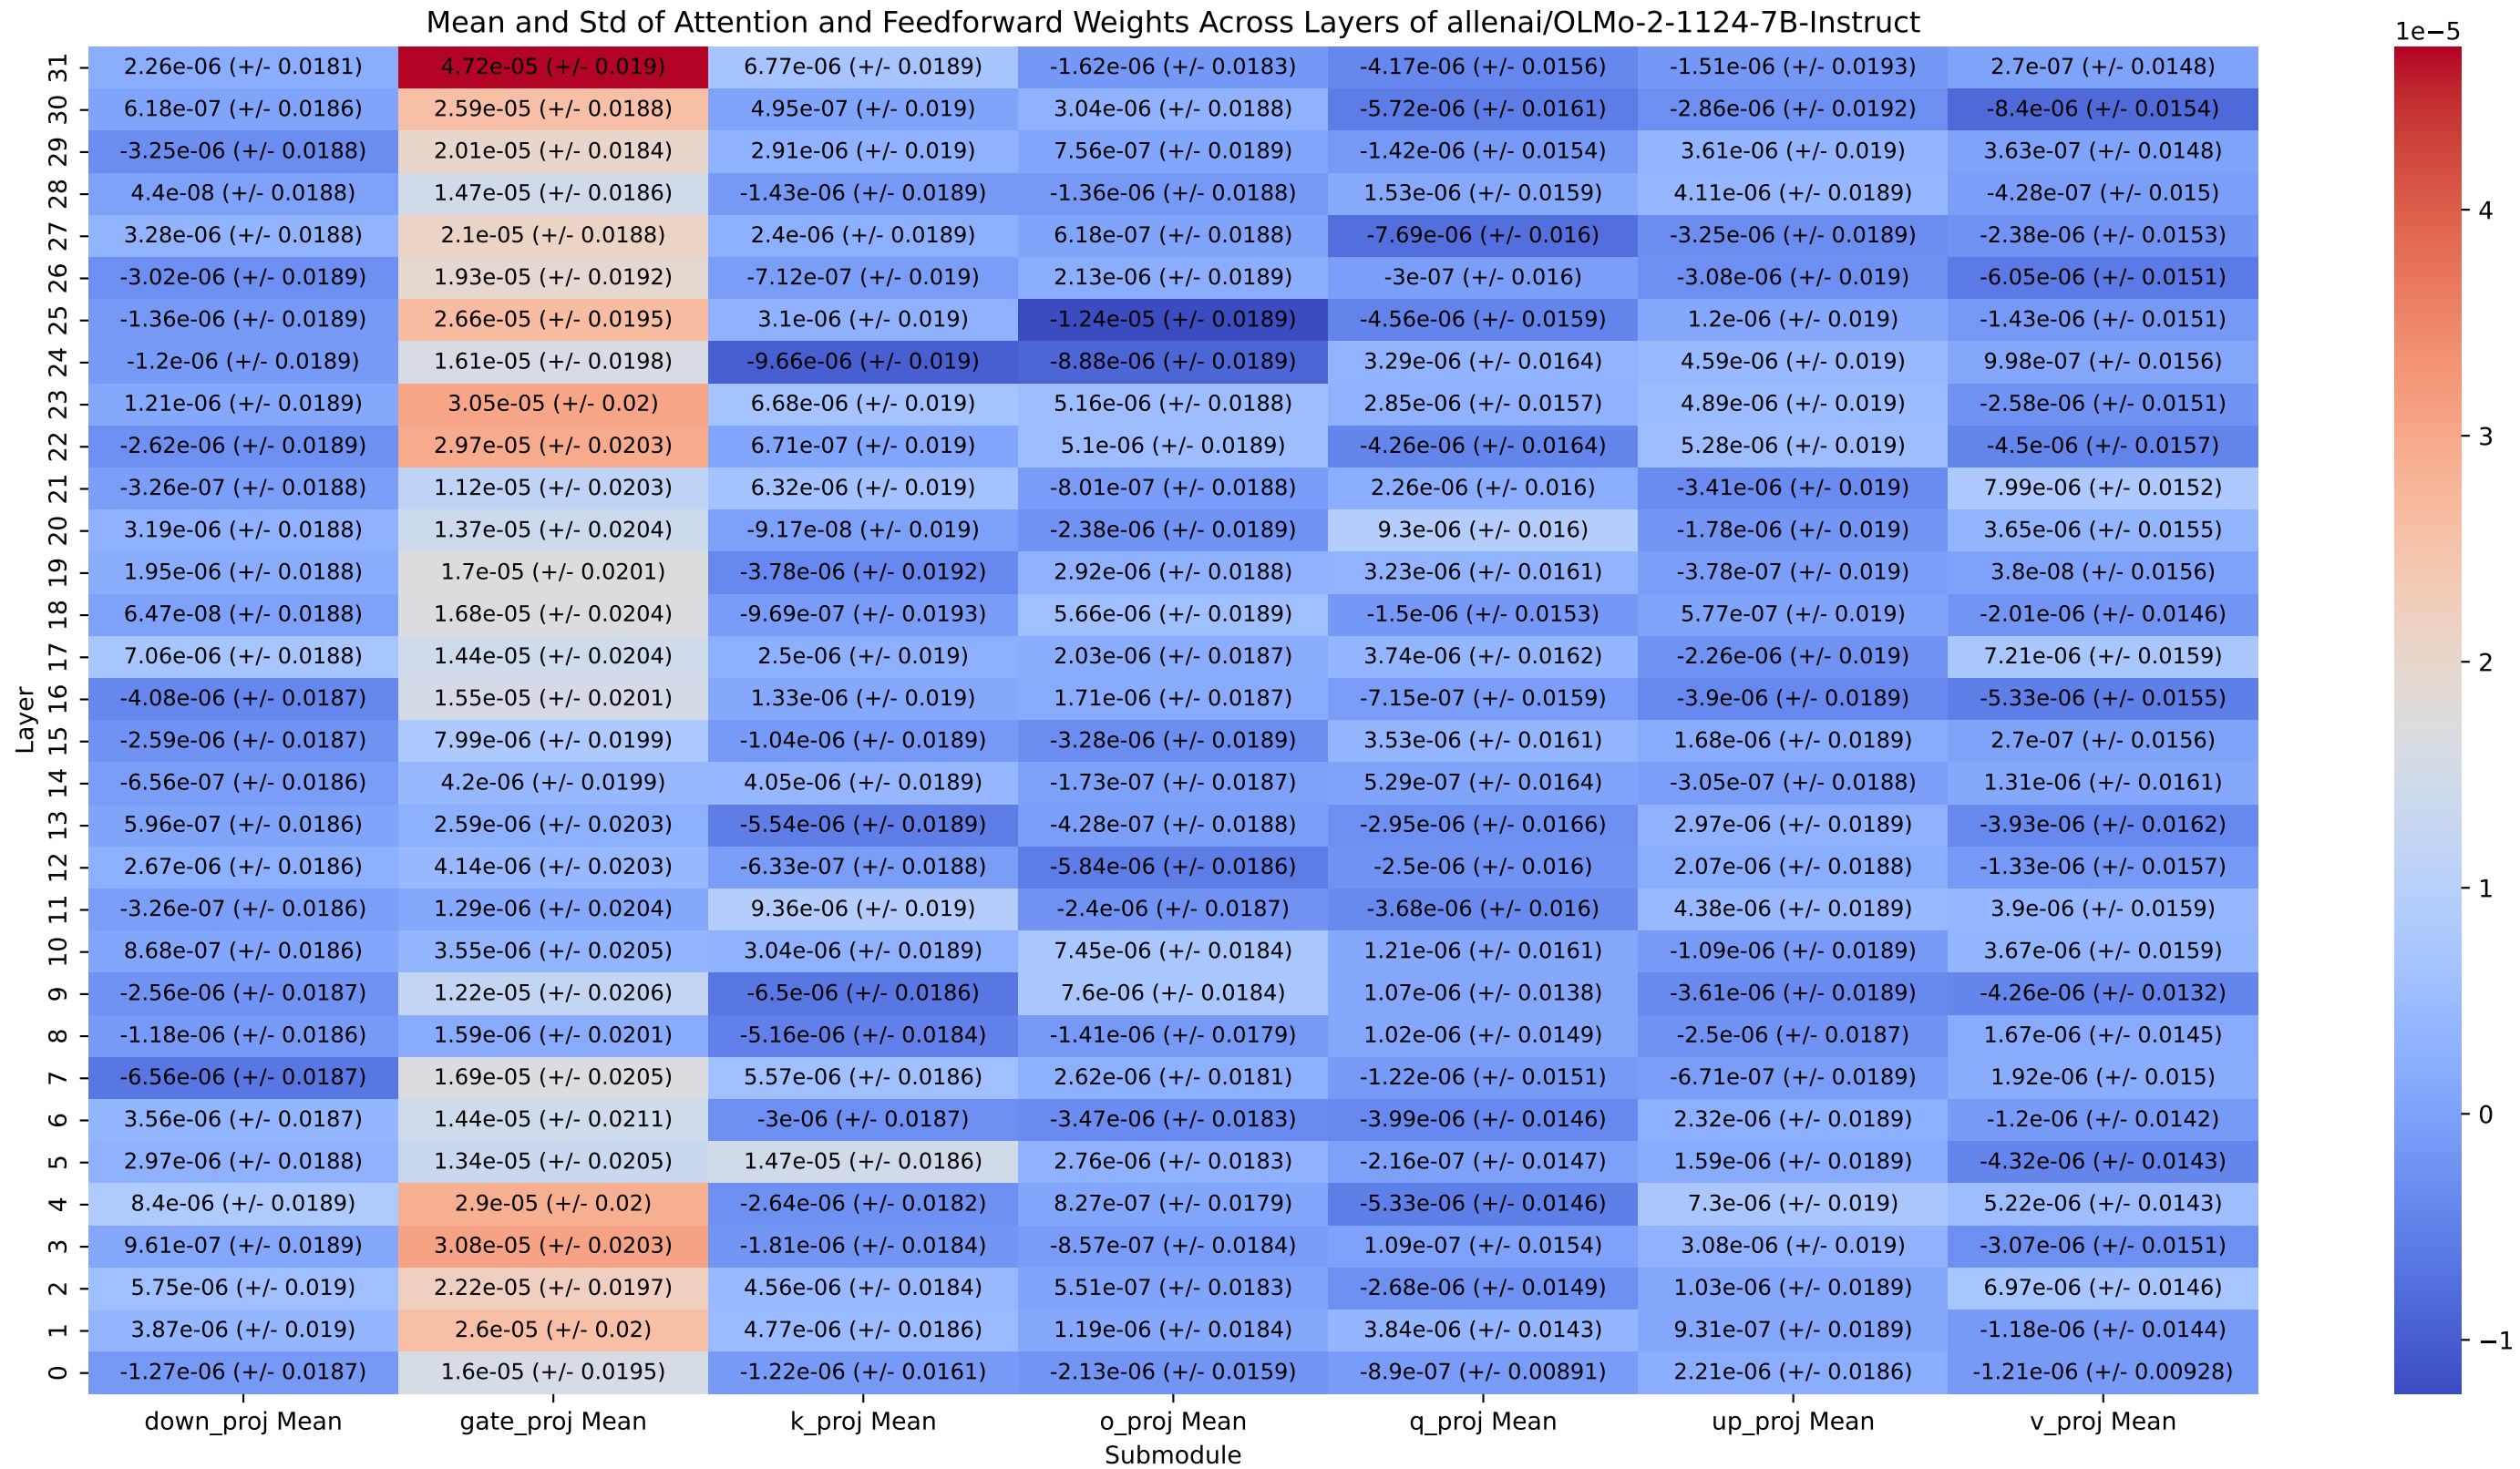 Mean and Std of Attention and Feedforward Weights Across Layers of allenai/OLMo-2-1124-7B-Instruct
1e−5
31 2.26e-06 (+/- 0.0181) 4.72e-05 (+/- 0.019) 6.77e-06 (+/- 0.0189) -1.62e-06 (+/- 0.0183) -4.17e-06 (+/- 0.0156) -1.51e-06 (+/- 0.0193) 2.7e-07 (+/- 0.0148)
30 6.18e-07 (+/- 0.0186) 2.59e-05 (+/- 0.0188) 4.95e-07 (+/- 0.019) 3.04e-06 (+/- 0.0188) -5.72e-06 (+/- 0.0161) -2.86e-06 (+/- 0.0192) -8.4e-06 (+/- 0.0154)
29 -3.25e-06 (+/- 0.0188) 2.01e-05 (+/- 0.0184) 2.91e-06 (+/- 0.019) 7.56e-07 (+/- 0.0189) -1.42e-06 (+/- 0.0154) 3.61e-06 (+/- 0.019) 3.63e-07 (+/- 0.0148)
28 4.4e-08 (+/- 0.0188) 1.47e-05 (+/- 0.0186) -1.43e-06 (+/- 0.0189) -1.36e-06 (+/- 0.0188) 1.53e-06 (+/- 0.0159) 4.11e-06 (+/- 0.0189) -4.28e-07 (+/- 0.015)
27 3.28e-06 (+/- 0.0188) 2.1e-05 (+/- 0.0188) 2.4e-06 (+/- 0.0189) 6.18e-07 (+/- 0.0188) -7.69e-06 (+/- 0.016) -3.25e-06 (+/- 0.0189) -2.38e-06 (+/- 0.0153)
26 -3.02e-06 (+/- 0.0189) 1.93e-05 (+/- 0.0192) -7.12e-07 (+/- 0.019) 2.13e-06 (+/- 0.0189) -3e-07 (+/- 0.016) -3.08e-06 (+/- 0.019) -6.05e-06 (+/- 0.0151)
25 -1.36e-06 (+/- 0.0189) 2.66e-05 (+/- 0.0195) 3.1e-06 (+/- 0.019) -1.24e-05 (+/- 0.0189) -4.56e-06 (+/- 0.0159) 1.2e-06 (+/- 0.019) -1.43e-06 (+/- 0.0151)
24 -1.2e-06 (+/- 0.0189) 1.61e-05 (+/- 0.0198) -9.66e-06 (+/- 0.019) -8.88e-06 (+/- 0.0189) 3.29e-06 (+/- 0.0164) 4.59e-06 (+/- 0.019) 9.98e-07 (+/- 0.0156)
23 1.21e-06 (+/- 0.0189) 3.05e-05 (+/- 0.02) 6.68e-06 (+/- 0.019) 5.16e-06 (+/- 0.0188) 2.85e-06 (+/- 0.0157) 4.89e-06 (+/- 0.019) -2.58e-06 (+/- 0.0151)
22 -2.62e-06 (+/- 0.0189) 2.97e-05 (+/- 0.0203) 6.71e-07 (+/- 0.019) 5.1e-06 (+/- 0.0189) -4.26e-06 (+/- 0.0164) 5.28e-06 (+/- 0.019) -4.5e-06 (+/- 0.0157)
21 -3.26e-07 (+/- 0.0188) 1.12e-05 (+/- 0.0203) 6.32e-06 (+/- 0.019) -8.01e-07 (+/- 0.0188) 2.26e-06 (+/- 0.016) -3.41e-06 (+/- 0.019) 7.99e-06 (+/- 0.0152)
20 3.19e-06 (+/- 0.0188) 1.37e-05 (+/- 0.0204) -9.17e-08 (+/- 0.019) -2.38e-06 (+/- 0.0189) 9.3e-06 (+/- 0.016) -1.78e-06 (+/- 0.019) 3.65e-06 (+/- 0.0155)
19 1.95e-06 (+/- 0.0188) 1.7e-05 (+/- 0.0201) -3.78e-06 (+/- 0.0192) 2.92e-06 (+/- 0.0188) 3.23e-06 (+/- 0.0161) -3.78e-07 (+/- 0.019) 3.8e-08 (+/- 0.0156)
18 6.47e-08 (+/- 0.0188) 1.68e-05 (+/- 0.0204) -9.69e-07 (+/- 0.0193) 5.66e-06 (+/- 0.0189) -1.5e-06 (+/- 0.0153) 5.77e-07 (+/- 0.019) -2.01e-06 (+/- 0.0146)
17 7.06e-06 (+/- 0.0188) 1.44e-05 (+/- 0.0204) 2.5e-06 (+/- 0.019) 2.03e-06 (+/- 0.0187) 3.74e-06 (+/- 0.0162) -2.26e-06 (+/- 0.019) 7.21e-06 (+/- 0.0159)
16 -4.08e-06 (+/- 0.0187) 1.55e-05 (+/- 0.0201) 1.33e-06 (+/- 0.019) 1.71e-06 (+/- 0.0187) -7.15e-07 (+/- 0.0159) -3.9e-06 (+/- 0.0189) -5.33e-06 (+/- 0.0155)
15 -2.59e-06 (+/- 0.0187) 7.99e-06 (+/- 0.0199) -1.04e-06 (+/- 0.0189) -3.28e-06 (+/- 0.0189) 3.53e-06 (+/- 0.0161) 1.68e-06 (+/- 0.0189) 2.7e-07 (+/- 0.0156)
14 -6.56e-07 (+/- 0.0186) 4.2e-06 (+/- 0.0199) 4.05e-06 (+/- 0.0189) -1.73e-07 (+/- 0.0187) 5.29e-07 (+/- 0.0164) -3.05e-07 (+/- 0.0188) 1.31e-06 (+/- 0.0161)
13 5.96e-07 (+/- 0.0186) 2.59e-06 (+/- 0.0203) -5.54e-06 (+/- 0.0189) -4.28e-07 (+/- 0.0188) -2.95e-06 (+/- 0.0166) 2.97e-06 (+/- 0.0189) -3.93e-06 (+/- 0.0162)
12 2.67e-06 (+/- 0.0186) 4.14e-06 (+/- 0.0203) -6.33e-07 (+/- 0.0188) -5.84e-06 (+/- 0.0186) -2.5e-06 (+/- 0.016) 2.07e-06 (+/- 0.0188) -1.33e-06 (+/- 0.0157)
11 -3.26e-07 (+/- 0.0186) 1.29e-06 (+/- 0.0204) 9.36e-06 (+/- 0.019) -2.4e-06 (+/- 0.0187) -3.68e-06 (+/- 0.016) 4.38e-06 (+/- 0.0189) 3.9e-06 (+/- 0.0159)
10 8.68e-07 (+/- 0.0186) 3.55e-06 (+/- 0.0205) 3.04e-06 (+/- 0.0189) 7.45e-06 (+/- 0.0184) 1.21e-06 (+/- 0.0161) -1.09e-06 (+/- 0.0189) 3.67e-06 (+/- 0.0159)
9 -2.56e-06 (+/- 0.0187) 1.22e-05 (+/- 0.0206) -6.5e-06 (+/- 0.0186) 7.6e-06 (+/- 0.0184) 1.07e-06 (+/- 0.0138) -3.61e-06 (+/- 0.0189) -4.26e-06 (+/- 0.0132)
8 -1.18e-06 (+/- 0.0186) 1.59e-06 (+/- 0.0201) -5.16e-06 (+/- 0.0184) -1.41e-06 (+/- 0.0179) 1.02e-06 (+/- 0.0149) -2.5e-06 (+/- 0.0187) 1.67e-06 (+/- 0.0145)
7 -6.56e-06 (+/- 0.0187) 1.69e-05 (+/- 0.0205) 5.57e-06 (+/- 0.0186) 2.62e-06 (+/- 0.0181) -1.22e-06 (+/- 0.0151) -6.71e-07 (+/- 0.0189) 1.92e-06 (+/- 0.015)
6 3.56e-06 (+/- 0.0187) 1.44e-05 (+/- 0.0211) -3e-06 (+/- 0.0187) -3.47e-06 (+/- 0.0183) -3.99e-06 (+/- 0.0146) 2.32e-06 (+/- 0.0189) -1.2e-06 (+/- 0.0142)
5 2.97e-06 (+/- 0.0188) 1.34e-05 (+/- 0.0205) 1.47e-05 (+/- 0.0186) 2.76e-06 (+/- 0.0183) -2.16e-07 (+/- 0.0147) 1.59e-06 (+/- 0.0189) -4.32e-06 (+/- 0.0143)
4 8.4e-06 (+/- 0.0189) 2.9e-05 (+/- 0.02) -2.64e-06 (+/- 0.0182) 8.27e-07 (+/- 0.0179) -5.33e-06 (+/- 0.0146) 7.3e-06 (+/- 0.019) 5.22e-06 (+/- 0.0143)
3 9.61e-07 (+/- 0.0189) 3.08e-05 (+/- 0.0203) -1.81e-06 (+/- 0.0184) -8.57e-07 (+/- 0.0184) 1.09e-07 (+/- 0.0154) 3.08e-06 (+/- 0.019) -3.07e-06 (+/- 0.0151)
2 5.75e-06 (+/- 0.019) 2.22e-05 (+/- 0.0197) 4.56e-06 (+/- 0.0184) 5.51e-07 (+/- 0.0183) -2.68e-06 (+/- 0.0149) 1.03e-06 (+/- 0.0189) 6.97e-06 (+/- 0.0146)
1 3.87e-06 (+/- 0.019) 2.6e-05 (+/- 0.02) 4.77e-06 (+/- 0.0186) 1.19e-06 (+/- 0.0184) 3.84e-06 (+/- 0.0143) 9.31e-07 (+/- 0.0189) -1.18e-06 (+/- 0.0144)
0 -1.27e-06 (+/- 0.0187) 1.6e-05 (+/- 0.0195) -1.22e-06 (+/- 0.0161) -2.13e-06 (+/- 0.0159) -8.9e-07 (+/- 0.00891) 2.21e-06 (+/- 0.0186) -1.21e-06 (+/- 0.00928)
Layer
down_proj Mean gate_proj Mean k_proj Mean o_proj Mean q_proj Mean up_proj Mean v_proj Mean
Submodule
4
3
2
1
0
−1